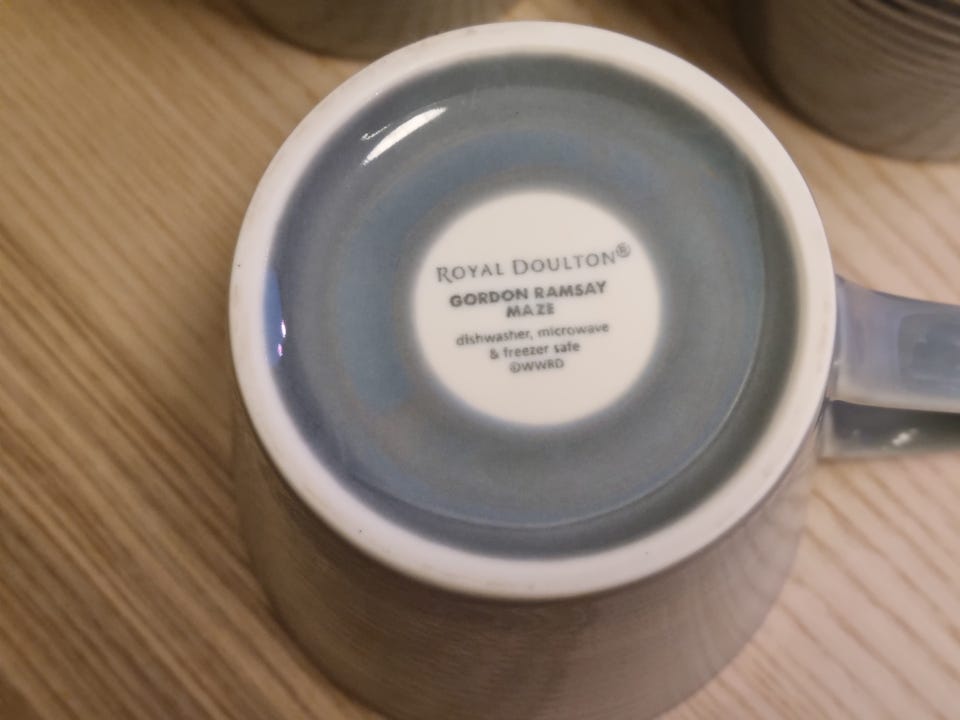 ROYAL DOULTON®
GORDON RAMSAY
MAZE
dishwasher, microwave
& freezer safe
©WWRD